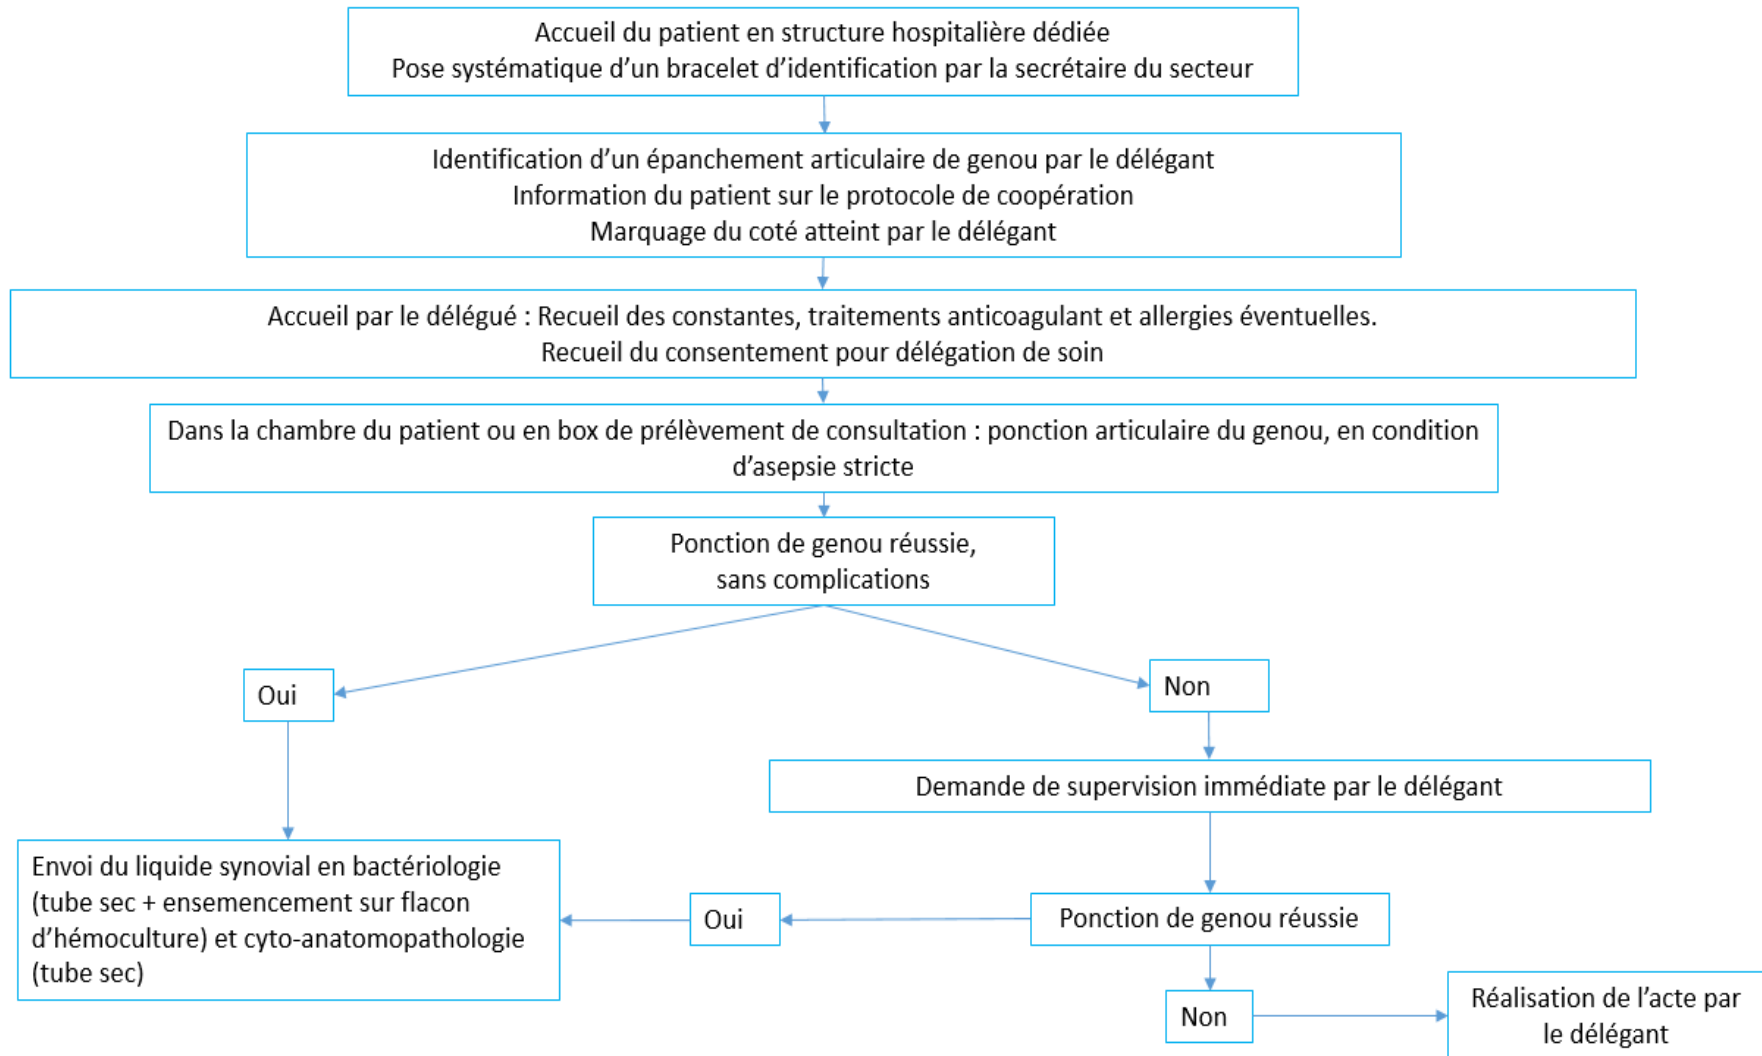 Accueil du patient en structure hospitalière dédiée
Pose systématique d’un bracelet d’identification par la secrétaire du secteur
Identification d’un épanchement articulaire de genou par le délégant
Information du patient sur le protocole de coopération
Marquage du coté atteint par le délégant
Accueil par le délégué : Recueil des constantes, traitements anticoagulant et allergies éventuelles.
Recueil du consentement pour délégation de soin
Dans la chambre du patient ou en box de prélèvement de consultation : ponction articulaire du genou, en condition
d’asepsie stricte
Ponction de genou réussie,
sans complications
Oui
Non
Demande de supervision immédiate par le délégant
Envoi du liquide synovial en bactériologie
(tube sec + ensemencement sur flacon
d’hémoculture) et cyto-anatomopathologie
(tube sec)
Oui
Ponction de genou réussie
Non
Réalisation de l’acte par
le délégant